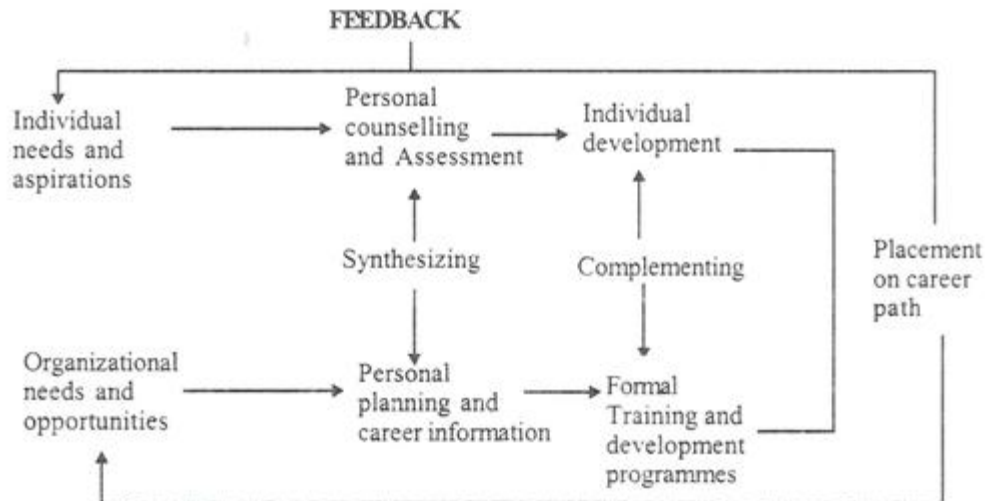 FEEDBACK
Individual
needs and
aspirations
Personal
counselling
and Assessment
Individual
development
Synthesizing
Complementing
Placement
on career
path
Organizational
needs and
opportunities
Personal
planning and
career information
Formal
Training and
development
programmes